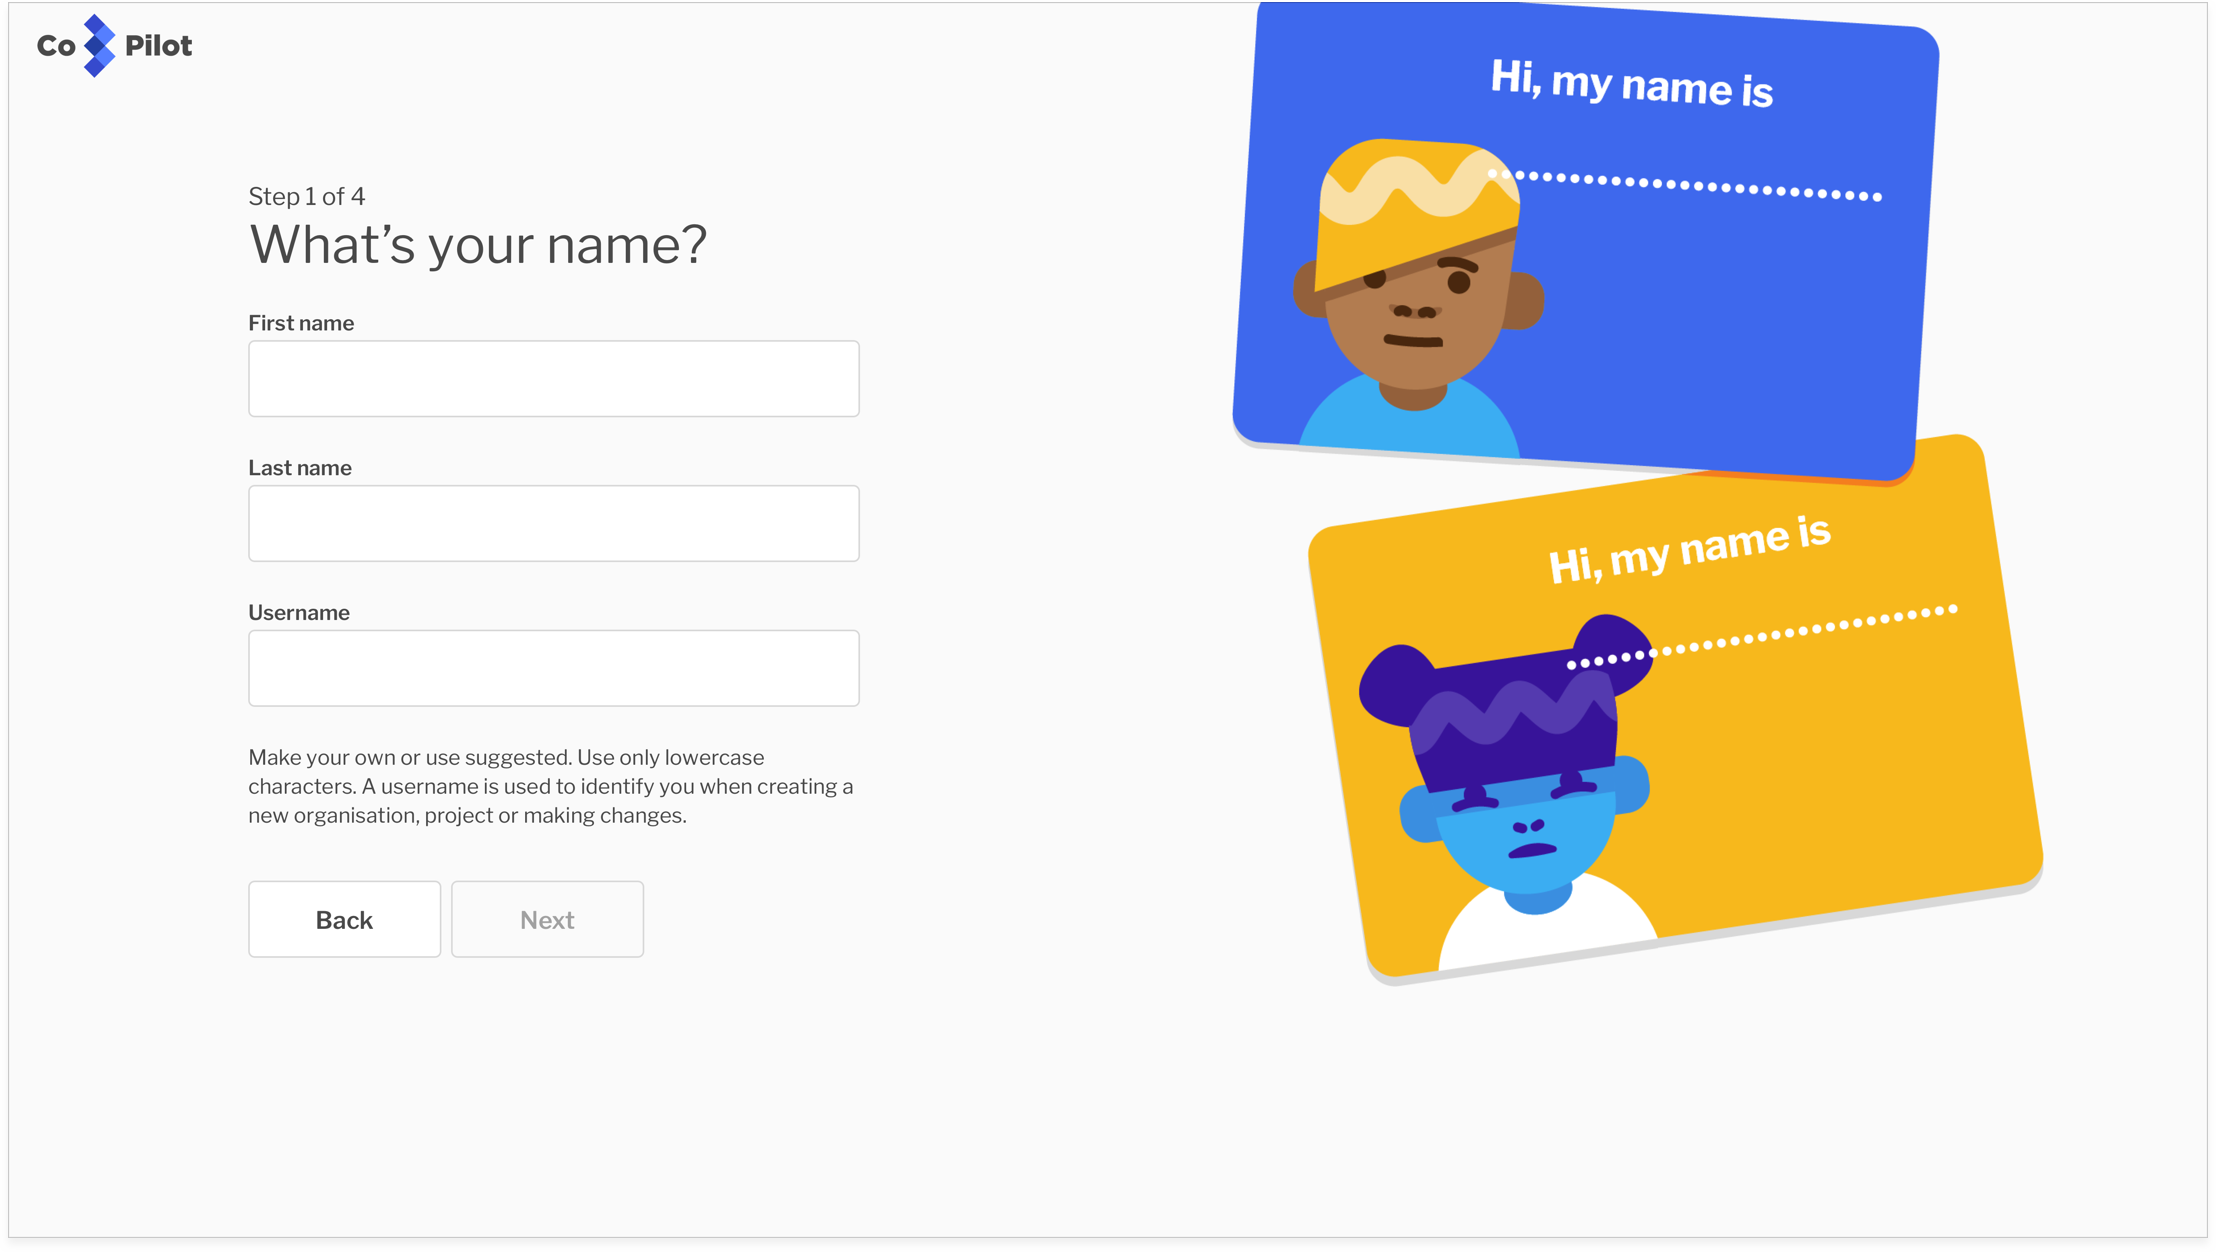 Co Pilot
Step 1 of 4
What’s your name?
First name
Last name
Username
Make your own or use suggested. Use only lowercase
characters. A username is used to identify you when creating a
new organisation, project or making changes.
Back
Next
Hi, my name is
Hi, my name is